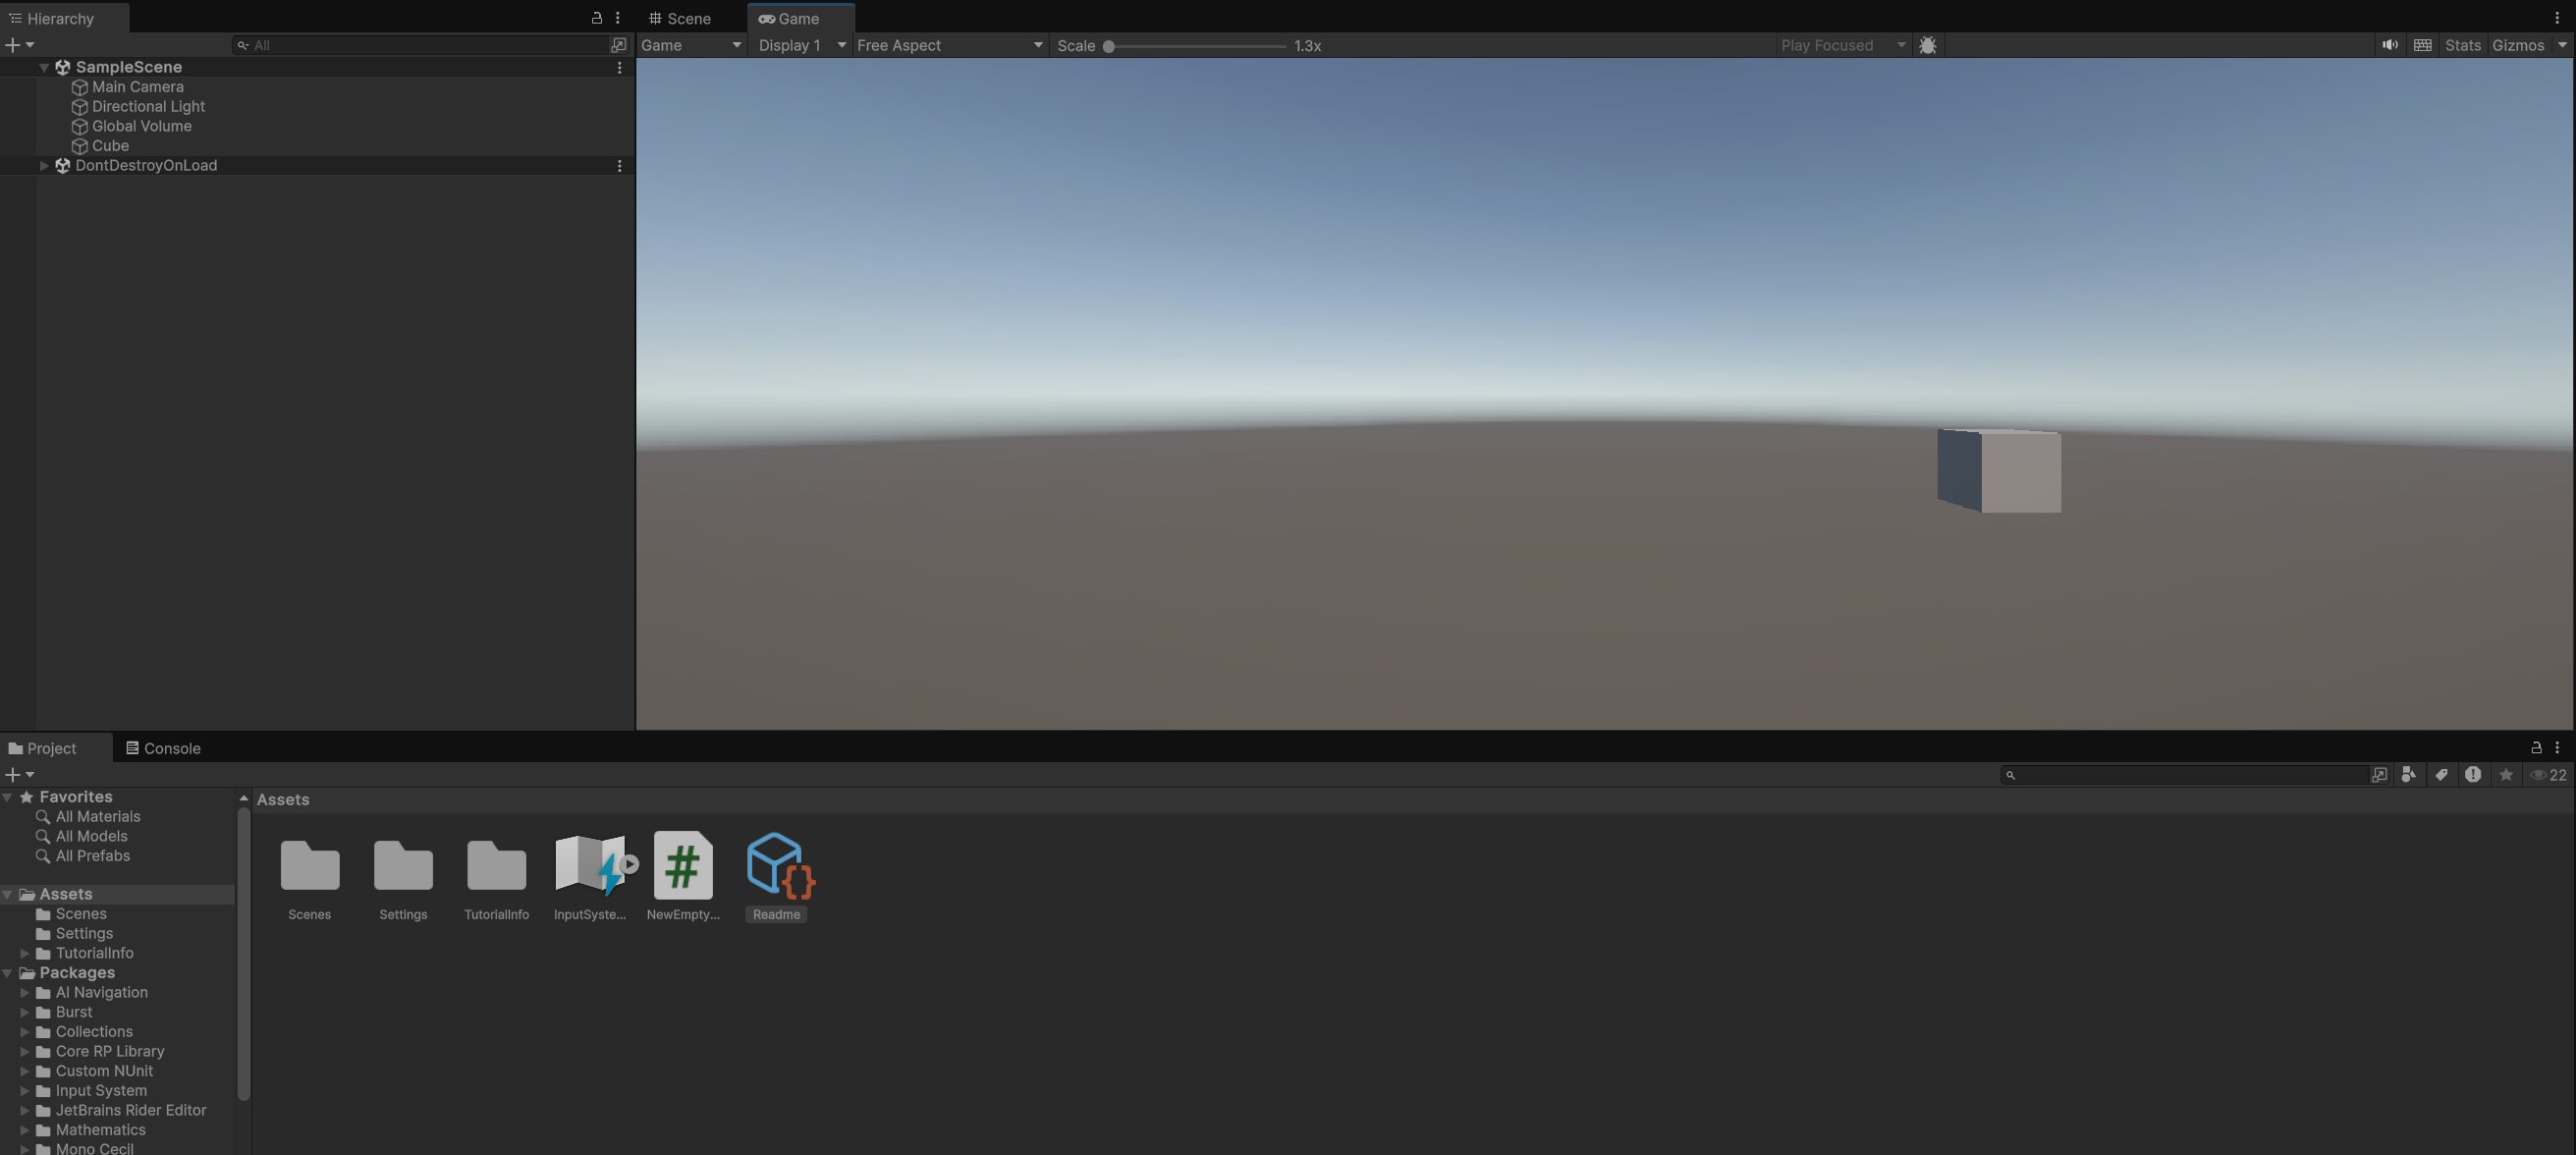 Hierarchy
All
SampleScene
Main Camera
Directional Light
Global Volume
Cube
DontDestroyOnLoad
Scene
Game
Game
Display 1
Free Aspect
Scale
1.3x
Play Focused
Stats
Gizmos
Project
Console
22
Favorites
All Materials
All Models
All Prefabs
Assets
Scenes
Settings
TutorialInfo
Packages
AI Navigation
Burst
Collections
Core RP Library
Custom NUnit
Input System
JetBrains Rider Editor
Mathematics
Mono Cecil
Assets
Scenes
Settings
TutorialInfo
InputSyste...
NewEmpty...
Readme